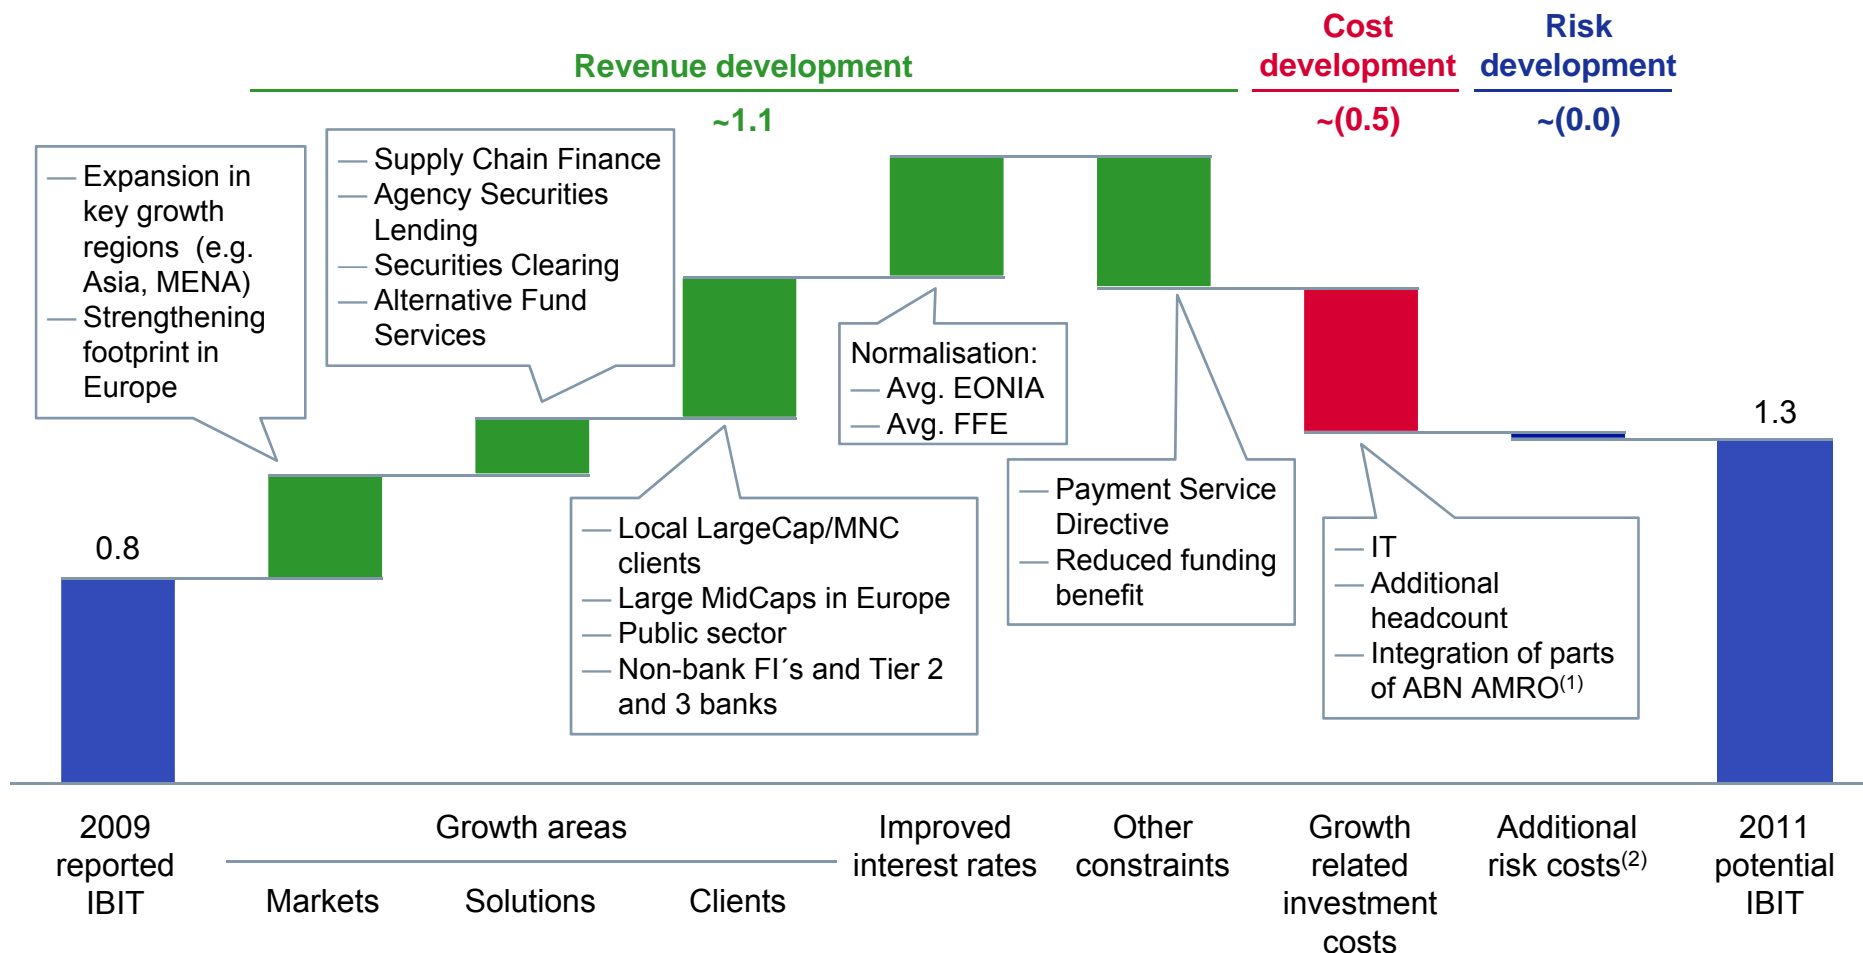 Revenue development
~1.1
Cost
development
~(0.5)
Risk
development
~(0.0)
— Expansion in
key growth
regions (e.g.
Asia, MENA)
— Strengthening
footprint in
Europe
— Supply Chain Finance
— Agency Securities
Lending
— Securities Clearing
— Alternative Fund
Services
— Local LargeCap/MNC
clients
— Large MidCaps in Europe
— Public sector
— Non-bank FI´s and Tier 2
and 3 banks
Normalisation:
— Avg. EONIA
— Avg. FFE
— Payment Service
Directive
— Reduced funding
benefit
— IT
— Additional
headcount
— Integration of parts
of ABN AMRO(1)
0.8
1.3
2009
reported
IBIT
Growth areas
Markets
Solutions
Clients
Improved
interest rates
Other
constraints
Growth
related
investment
costs
Additional
risk costs(2)
2011
potential
IBIT